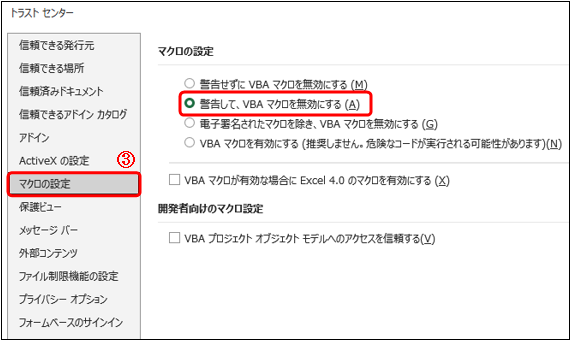 トラスト センター
信頼できる発行元
信頼できる場所
信頼済みドキュメント
信頼できるアドイン カタログ
アドイン
ActiveX の設定
③
マクロの設定
保護ビュー
メッセージ バー
外部コンテンツ
ファイル制限機能の設定
プライバシー オプション
フォームベースのサインイン
マクロの設定
警告せずに VBA マクロを無効にする (M)
警告して、VBA マクロを無効にする (A)
電子署名されたマクロを除き、VBA マクロを無効にする (G)
VBA マクロを有効にする (推奨しません。危険なコードが実行される可能性があります)(N)
VBA マクロが有効な場合に Excel 4.0 のマクロを有効にする (X)
開発者向けのマクロ設定
VBA プロジェクト オブジェクト モデルへのアクセスを信頼する(V)